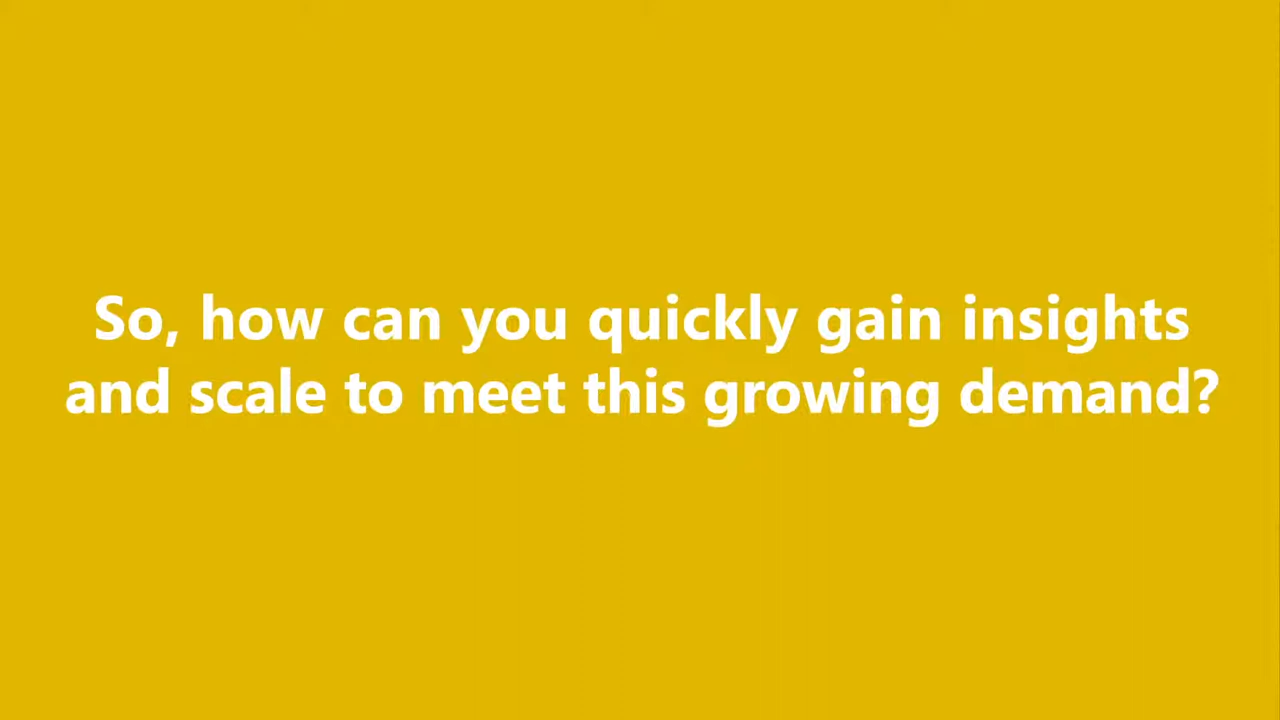 So, how can you quickly gain insights
and scale to meet this growing demand?